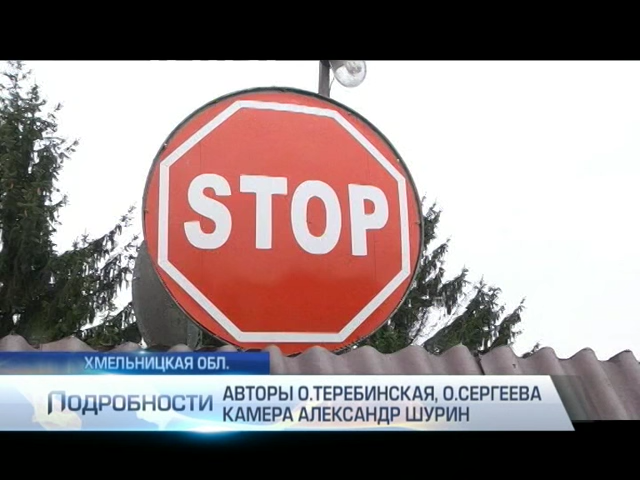 STOP
ХМЕЛЬНИЦКАЯ ОБЛ.
ПОДРОБНОСТИ
АВТОРЫ О.ТЕРЕБИНСКАЯ, О.СЕРГЕЕВА
КАМЕРА АЛЕКСАНДР ШУРИН